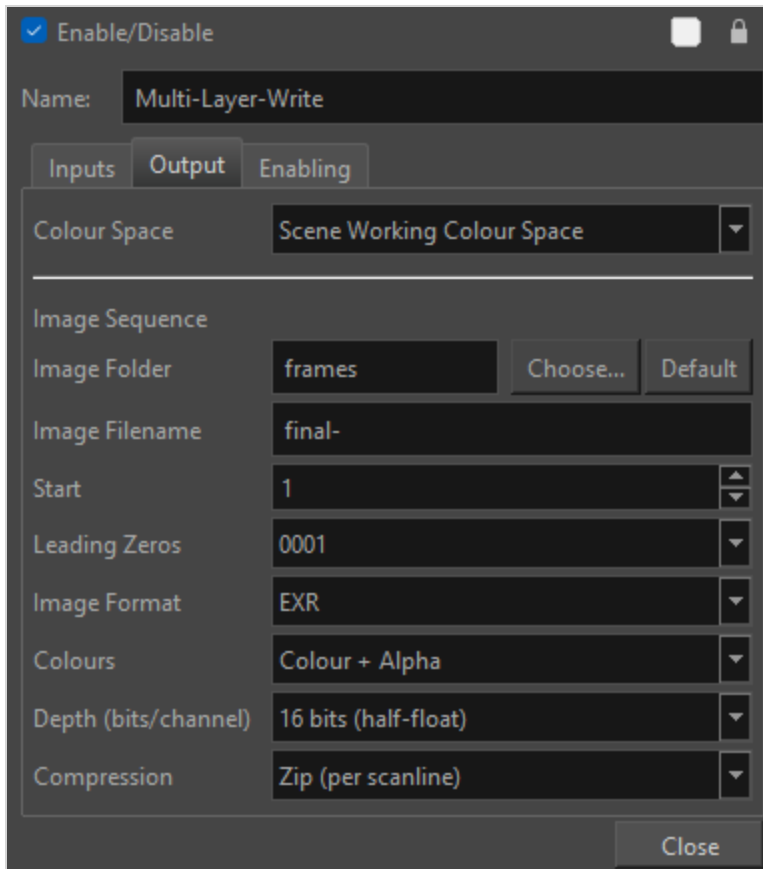 Enable/Disable
Name: Multi-Layer-Write
Inputs Output Enabling
Colour Space Scene Working Colour Space
Image Sequence
Image Folder frames Choose... Default
Image Filename final-
Start 1
Leading Zeros 0001
Image Format EXR
Colours Colour + Alpha
Depth (bits/channel) 16 bits (half-float)
Compression Zip (per scanline)
Close